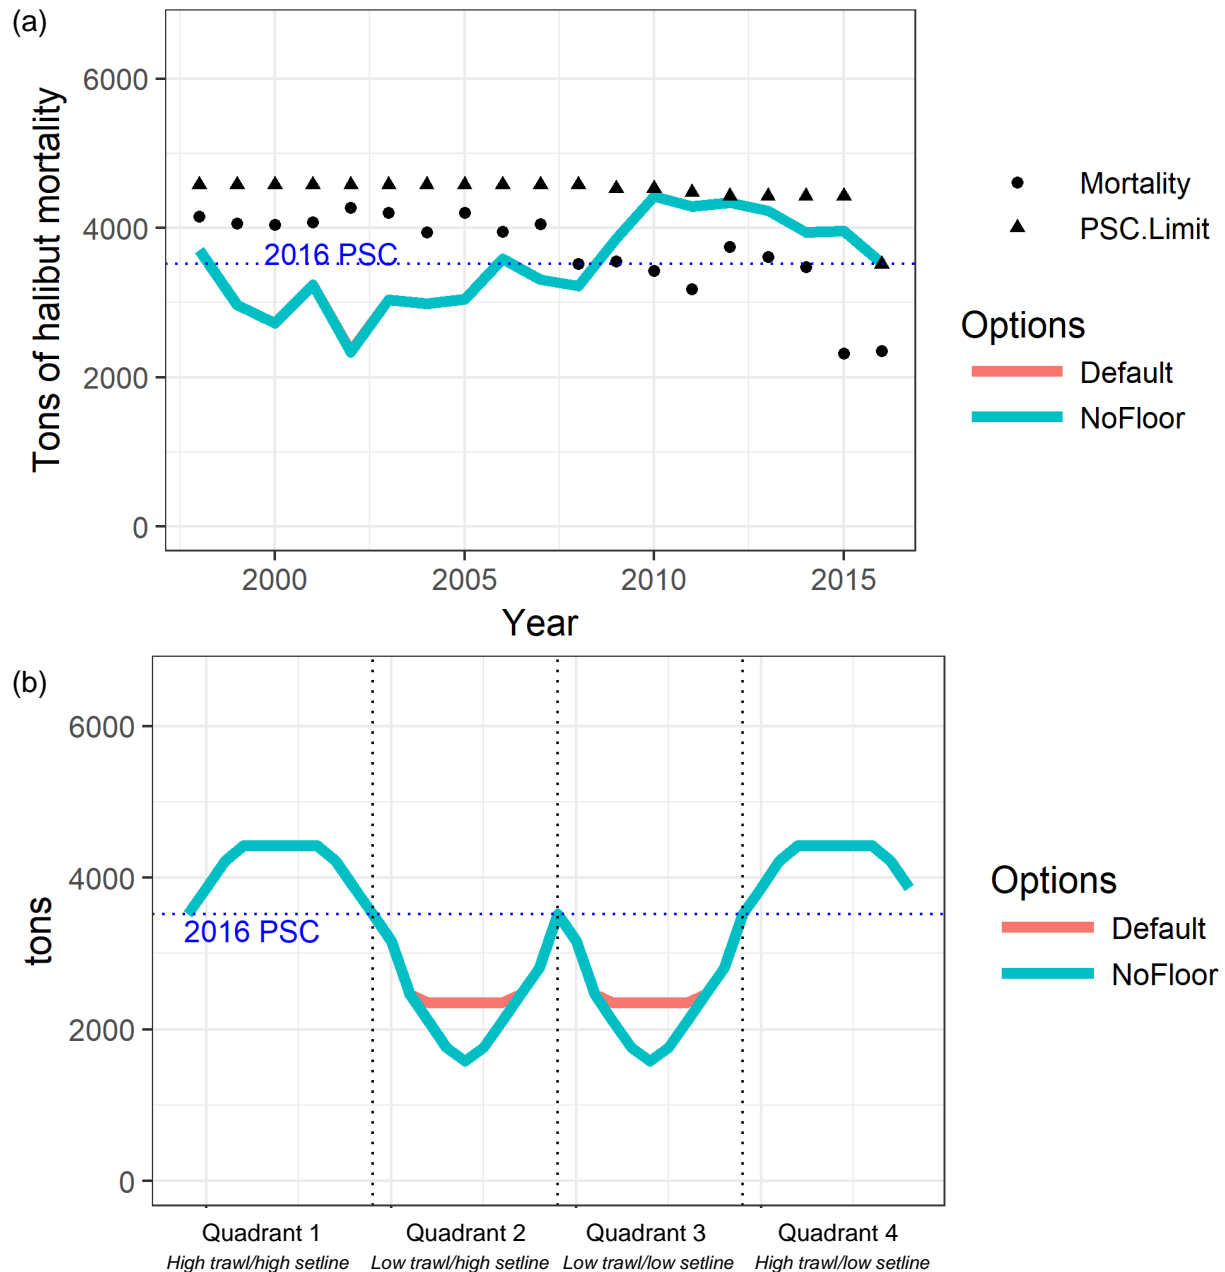 (a)
6000
4000
2000
0
Tons of halibut mortality
2016 PSC
2000 2005 2010 2015
Year
Mortality
PSC.Limit
Options
Default
NoFloor
(b)
6000
4000
2000
0
tons
2016 PSC
Quadrant 1 Quadrant 2 Quadrant 3 Quadrant 4
High trawl/high setline Low trawl/high setline Low trawl/low setline High trawl/low setline
Options
Default
NoFloor